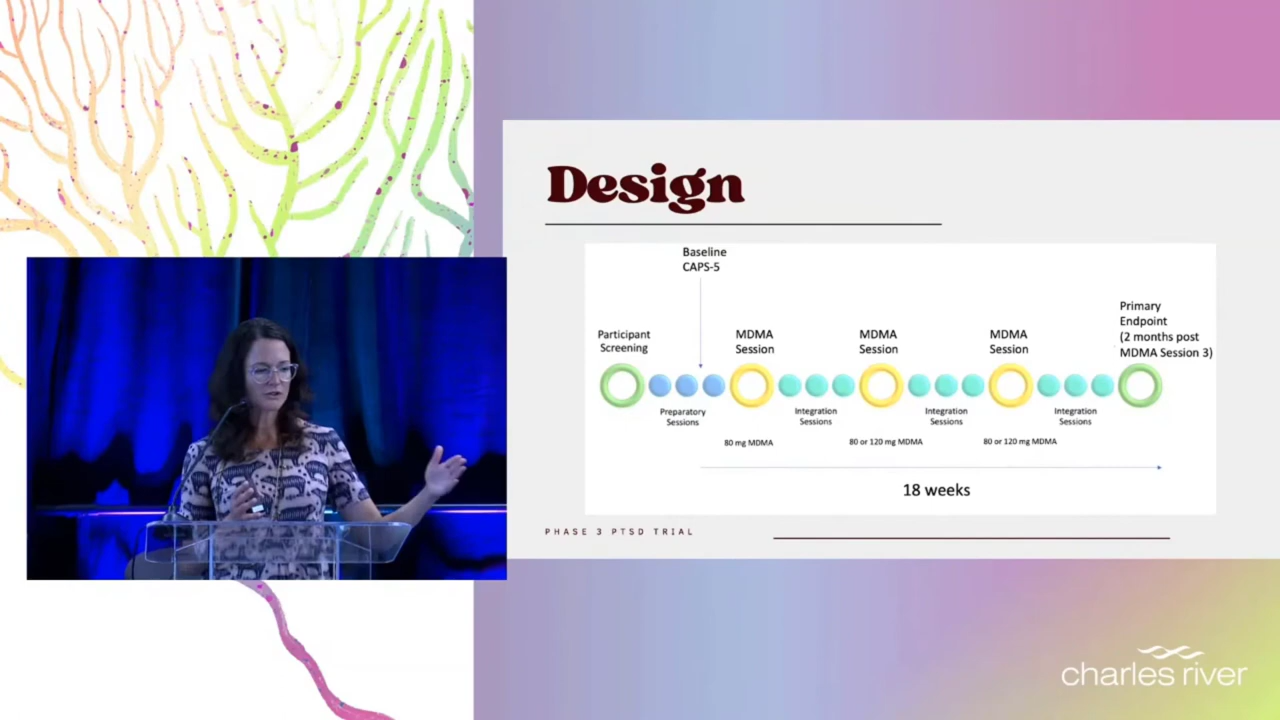 Design
Baseline
CAPS-5
Participant
Screening
MDMA
Session
MDMA
Session
MDMA
Session
Primary
Endpoint
(2 months post
MDMA Session 3)
Preparatory
Sessions
Integration
Sessions
Integration
Sessions
Integration
Sessions
80 mg MDMA
80 or 120 mg MDMA
80 or 120 mg MDMA
18 weeks
PHASE 3 PTSD TRIAL
charles river